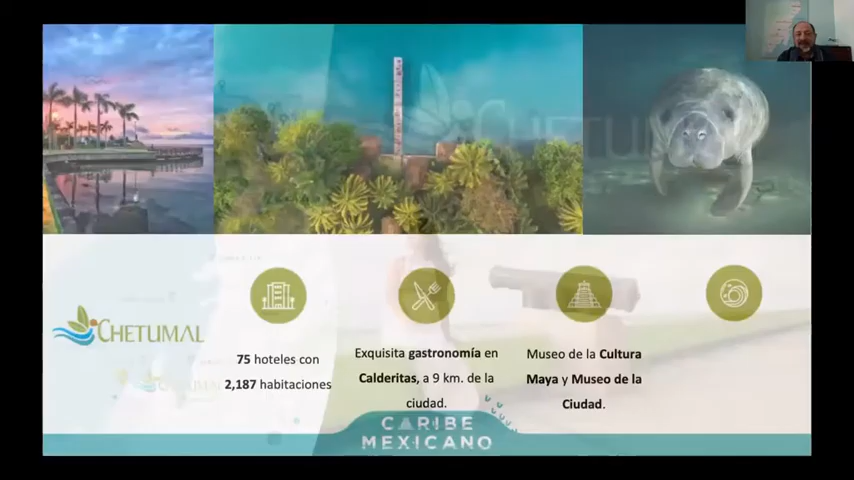 CHETUMAL
CHETUMAL
75 hoteles con
2,187 habitaciones
Exquisita gastronomía en
Calderitas, a 9 km. de la
ciudad.
Museo de la Cultura
Maya y Museo de la
Ciudad.
CARIBE
MEXICANO